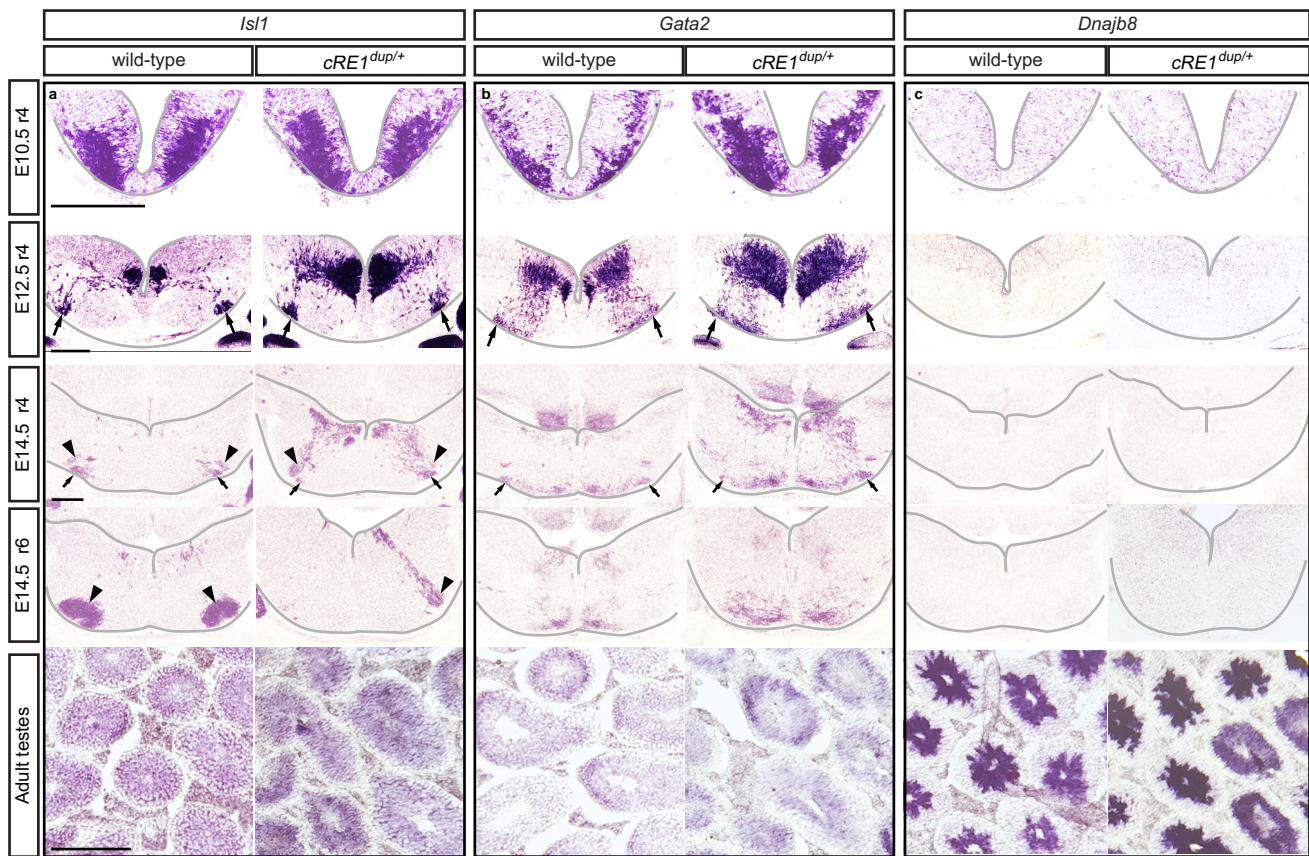 Isl1
Gata2
Dnajb8
wild-type
cRE1dup/+
wild-type
cRE1dup/+
wild-type
cRE1dup/+
a
b
c
E10.5 r4
E12.5 r4
E14.5 r4
E14.5 r6
Adult testes